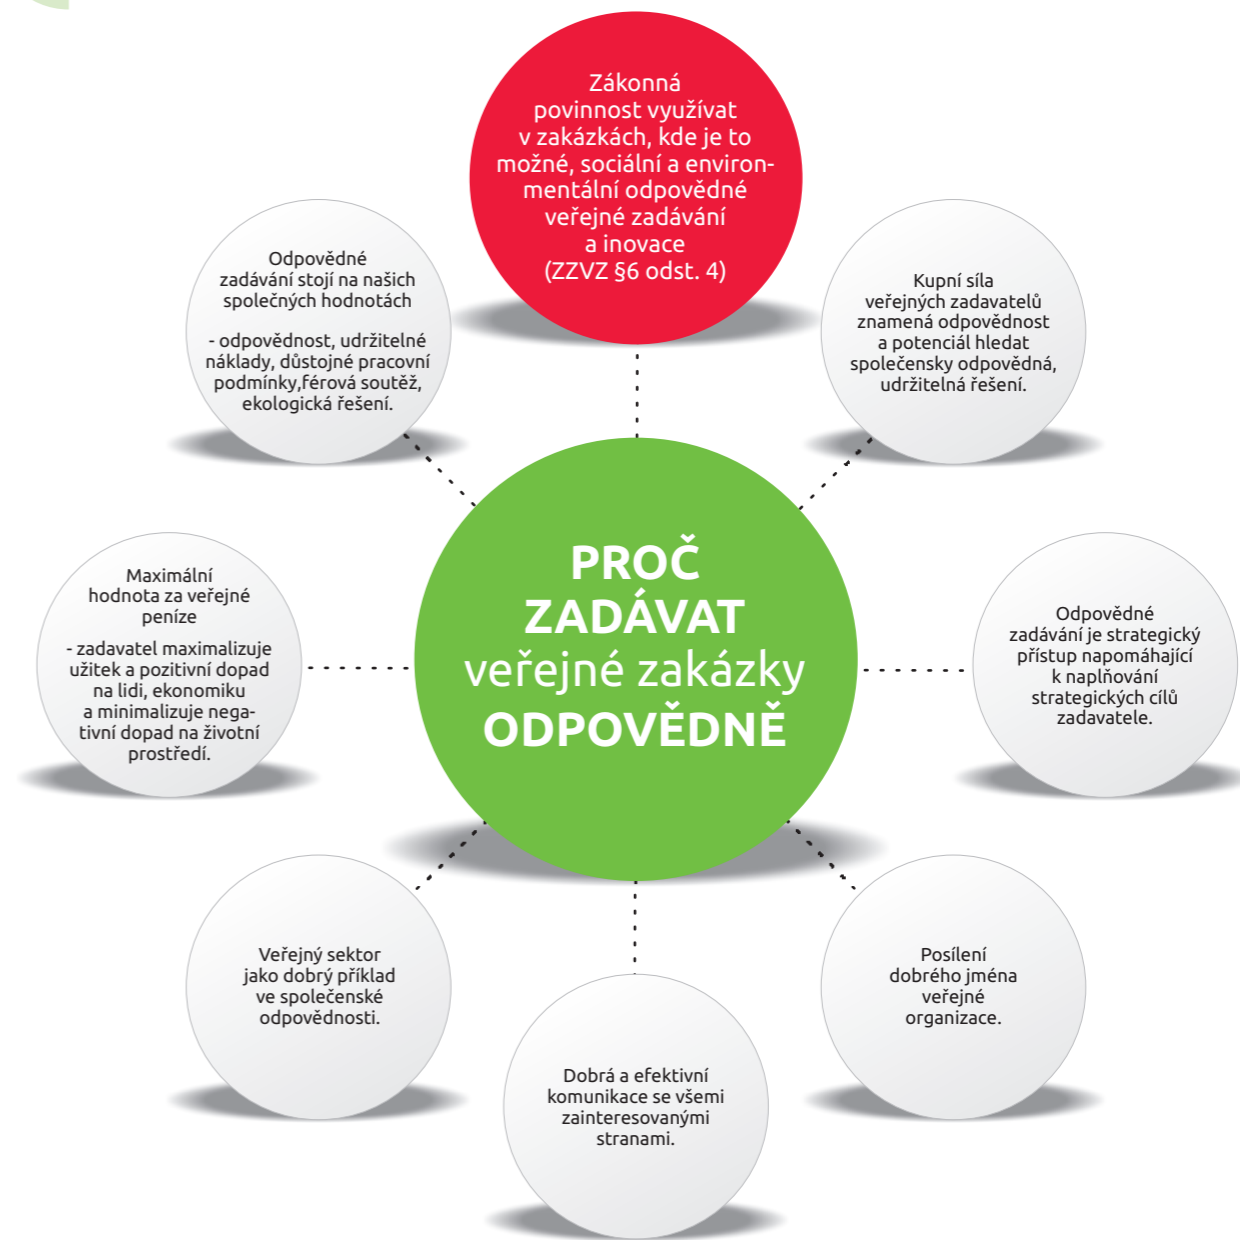 Zákonná
povinnost využívat
v zakázkách, kde je to
možné, sociální a environ-
mentální odpovědné
veřejné zadávání
a inovace
(ZZVZ §6 odst. 4)
Odpovědné
zadávání stojí na našich
společných hodnotách
- odpovědnost, udržitelné
náklady, důstojné pracovní
podmínky,férová soutěž,
ekologická řešení.
Kupní síla
veřejných zadavatelů
znamená odpovědnost
a potenciál hledat
společensky odpovědná,
udržitelná řešení.
PROČ
ZADÁVAT
veřejné zakázky
ODPOVĚDNĚ
Maximální
hodnota za veřejné
peníze
- zadavatel maximalizuje
užitek a pozitivní dopad
na lidi, ekonomiku
a minimalizuje nega-
tivní dopad na životní
prostředí.
Odpovědné
zadávání je strategický
přístup napomáhající
k naplňování
strategických cílů
zadavatele.
Veřejný sektor
jako dobrý příklad
ve společenské
odpovědnosti.
Posílení
dobrého jména
veřejné
organizace.
Dobrá a efektivní
komunikace se všemi
zainteresovanými
stranami.